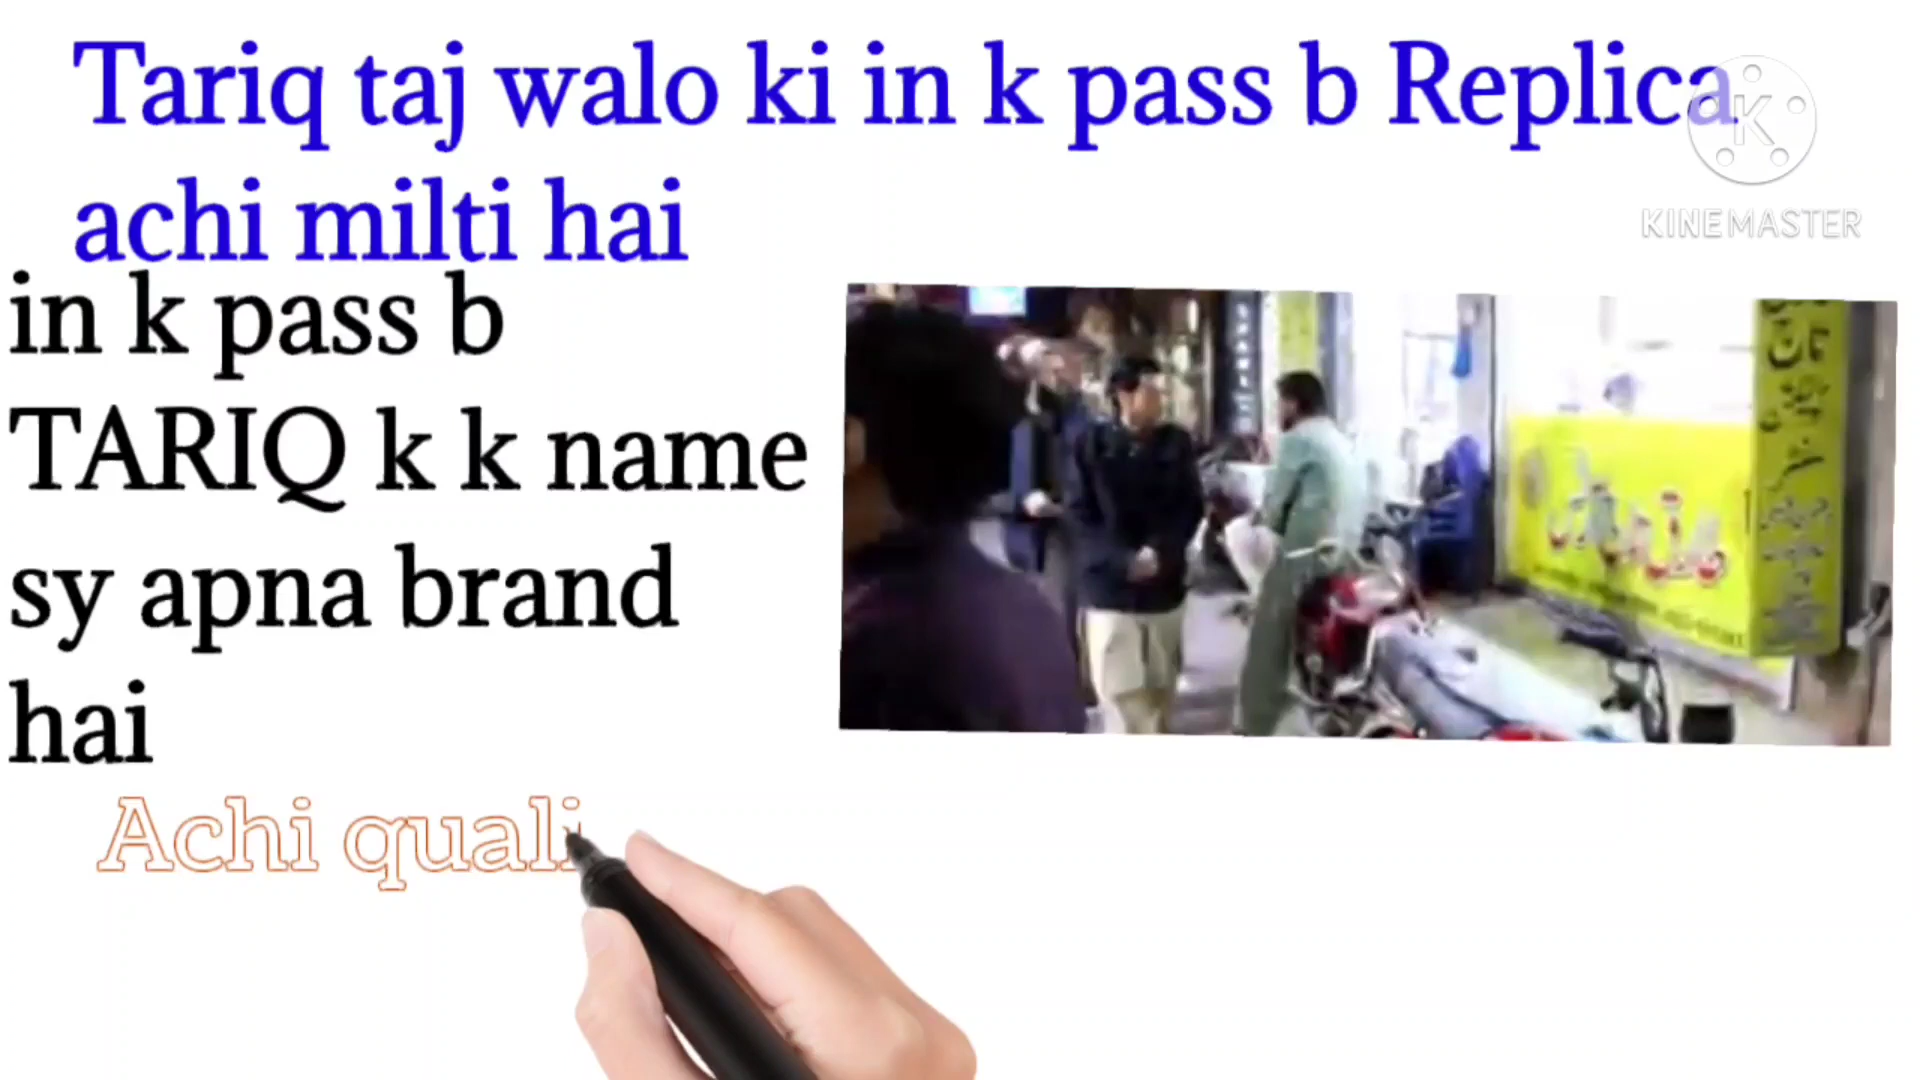 Tariq taj walo ki in k pass b Replica
achi milti hai
in k pass b
TARIQ k k name
sy apna brand
hai
Achi quali
K
KINEMASTER